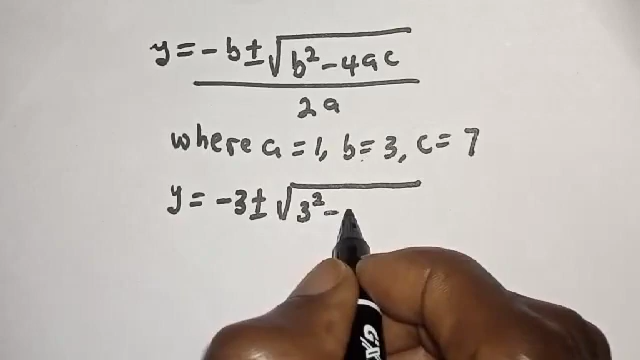 y = -b ± √(b² - 4ac)
2a
where a = 1, b = 3, c = 7
y = -3 ± √(3² -